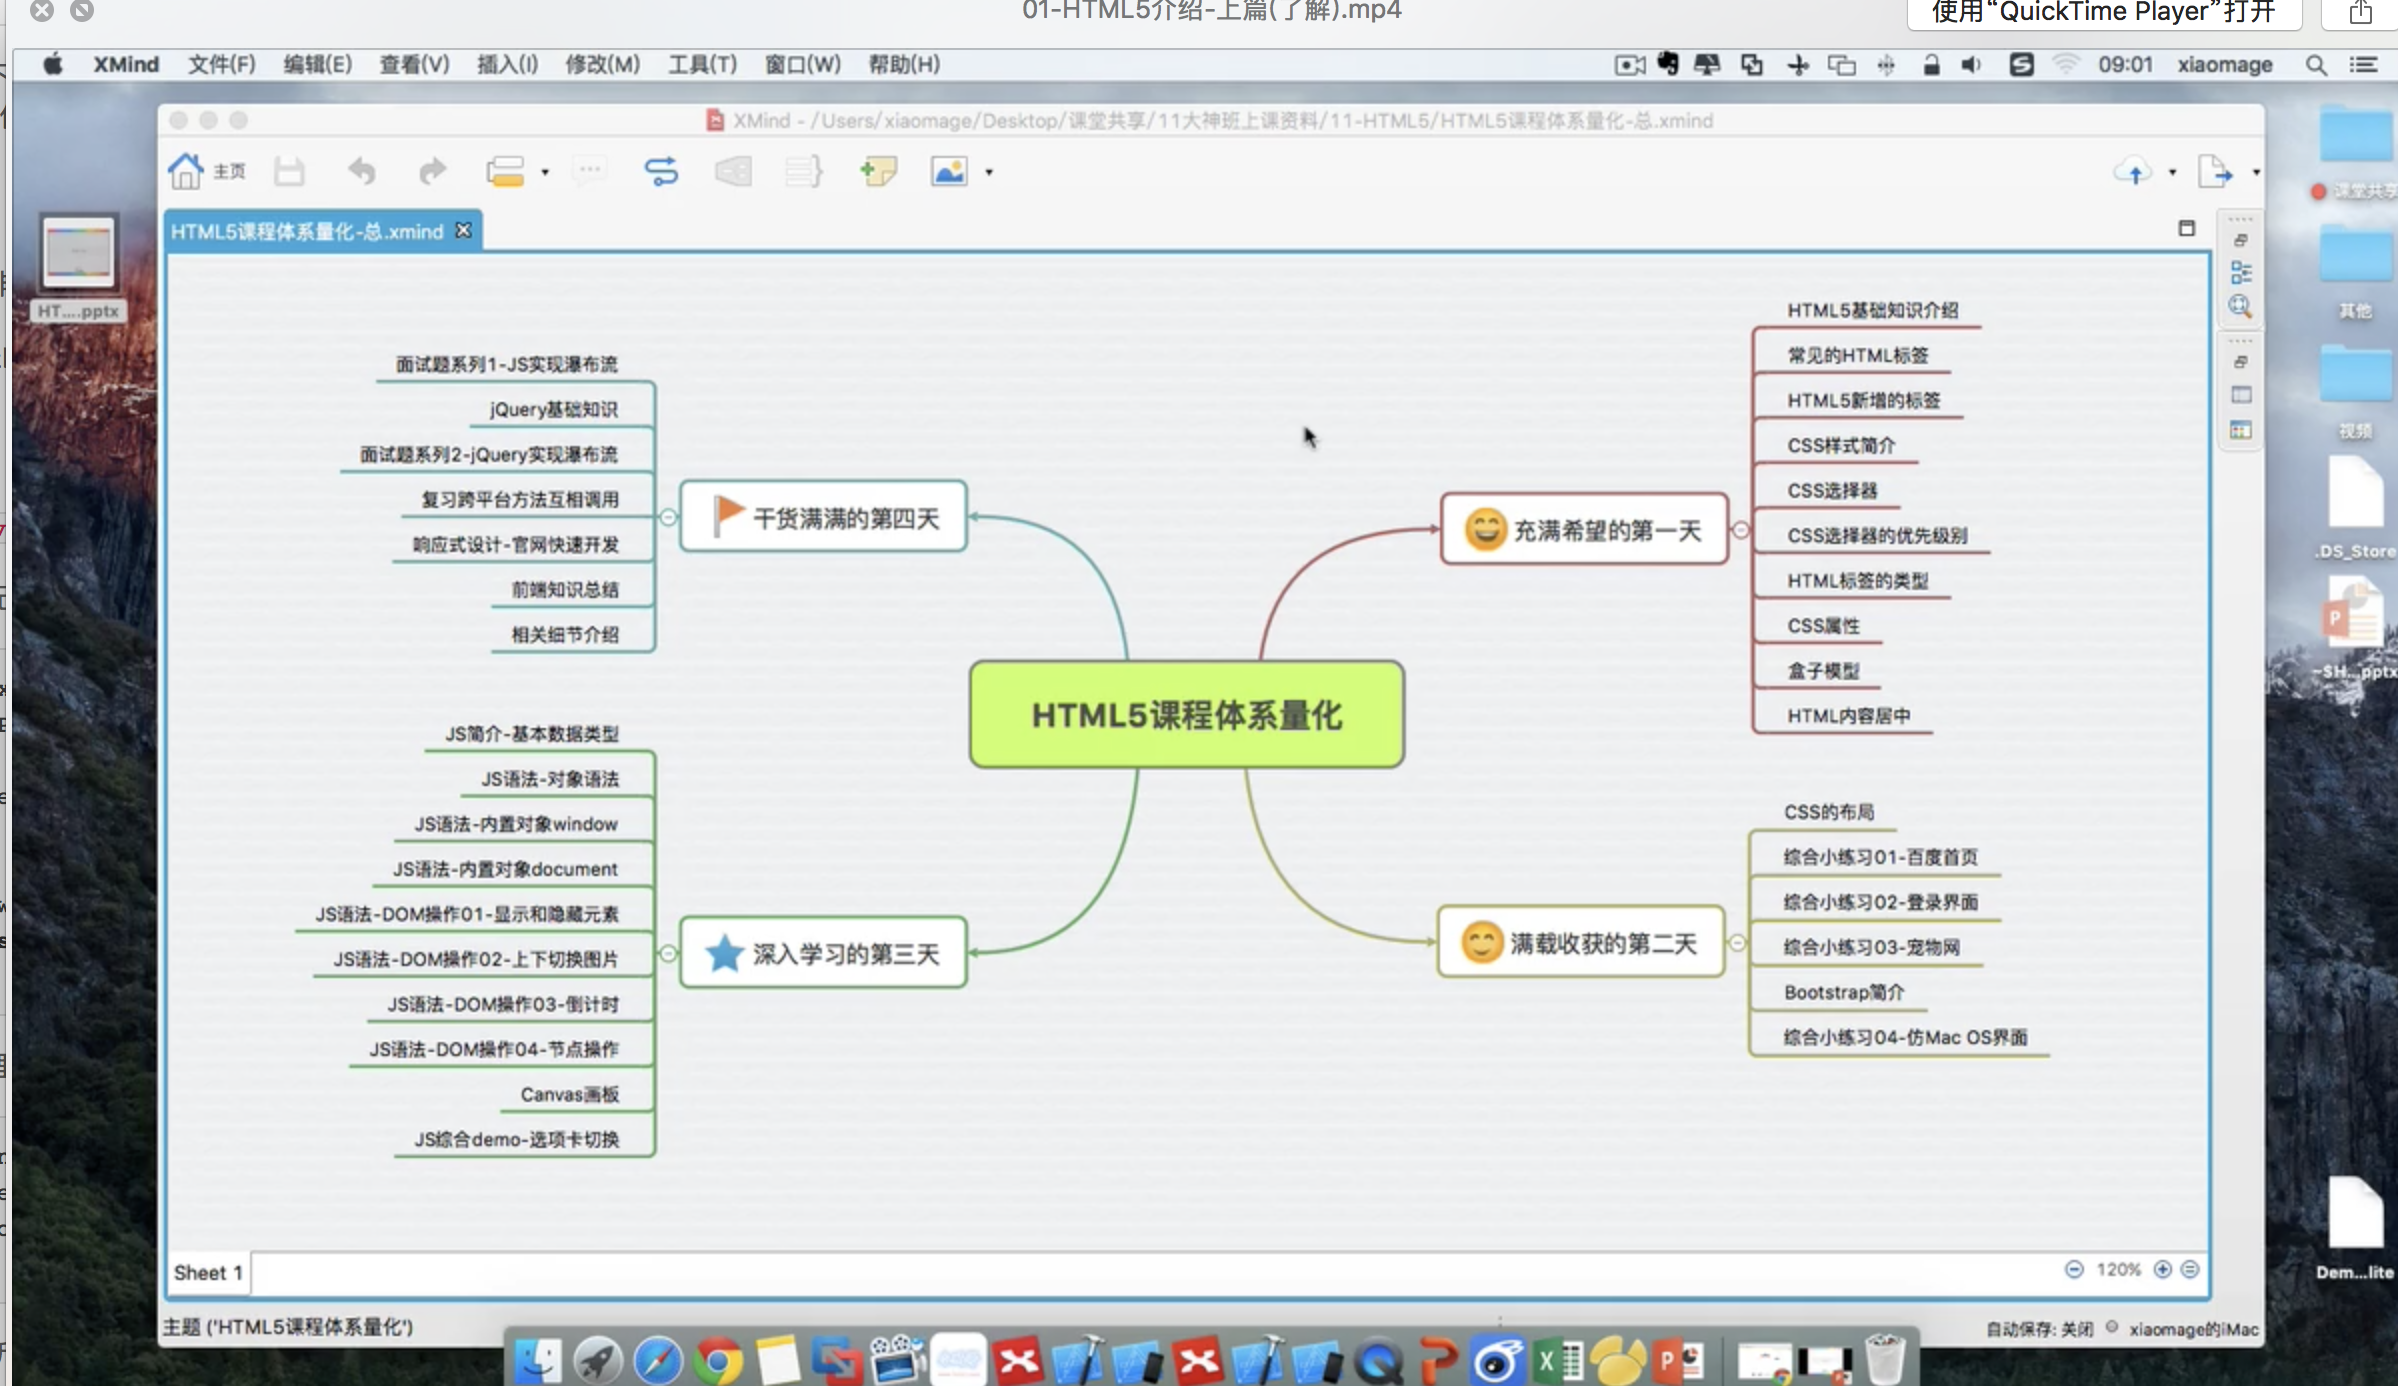 01-HTML5介绍-上篇(了解).mp4
使用“QuickTime Player”打开
XMind 文件(F) 编辑(E) 查看(V) 插入(I) 修改(M) 工具(T) 窗口(W) 帮助(H)
09:01 xiaomage
XMind - /Users/xiaomage/Desktop/课堂共享/11大神班上课资料/11-HTML5/HTML5课程体系量化-总.xmind
主页
HTML5课程体系量化-总.xmind
HT....pptx
课堂共享
其他
视频
.DS_Store
~SH...pptx
Dem...lite
HTML5课程体系量化
充满希望的第一天
HTML5基础知识介绍
常见的HTML标签
HTML5新增的标签
CSS样式简介
CSS选择器
CSS选择器的优先级别
HTML标签的类型
CSS属性
盒子模型
HTML内容居中
满载收获的第二天
CSS的布局
综合小练习01-百度首页
综合小练习02-登录界面
综合小练习03-宠物网
Bootstrap简介
综合小练习04-仿Mac OS界面
深入学习的第三天
JS简介-基本数据类型
JS语法-对象语法
JS语法-内置对象window
JS语法-内置对象document
JS语法-DOM操作01-显示和隐藏元素
JS语法-DOM操作02-上下切换图片
JS语法-DOM操作03-倒计时
JS语法-DOM操作04-节点操作
Canvas画板
JS综合demo-选项卡切换
干货满满的第四天
面试题系列1-JS实现瀑布流
jQuery基础知识
面试题系列2-jQuery实现瀑布流
复习跨平台方法互相调用
响应式设计-官网快速开发
前端知识总结
相关细节介绍
Sheet 1
120%
主题 ('HTML5课程体系量化')
自动保存: 关闭 xiaomage的iMac